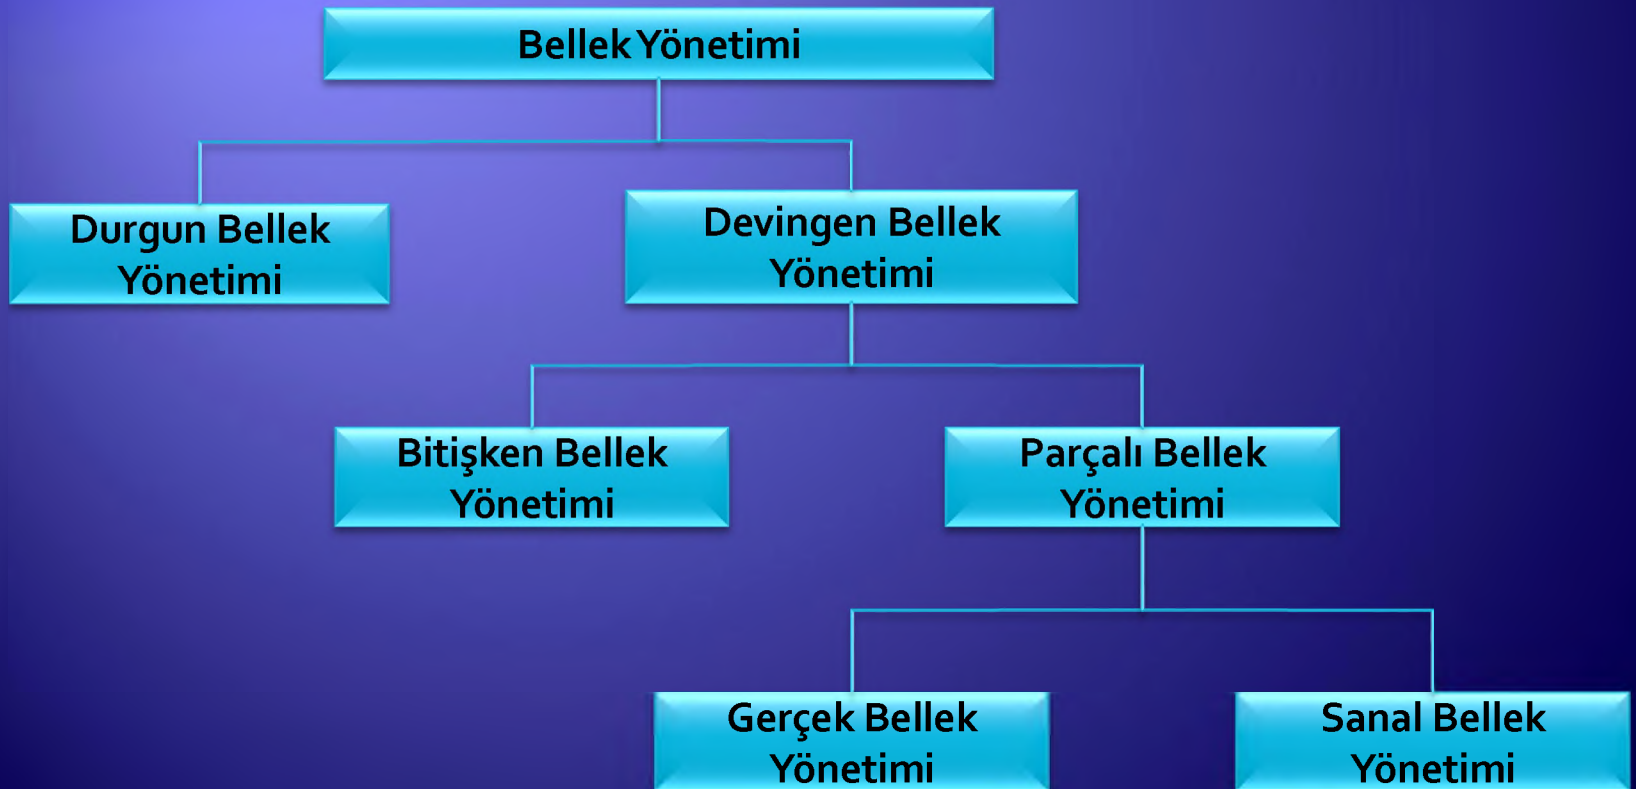 Bellek Yönetimi
Durgun Bellek
Yönetimi
Devingen Bellek
Yönetimi
Bitişken Bellek
Yönetimi
Parçalı Bellek
Yönetimi
Gerçek Bellek
Yönetimi
Sanal Bellek
Yönetimi